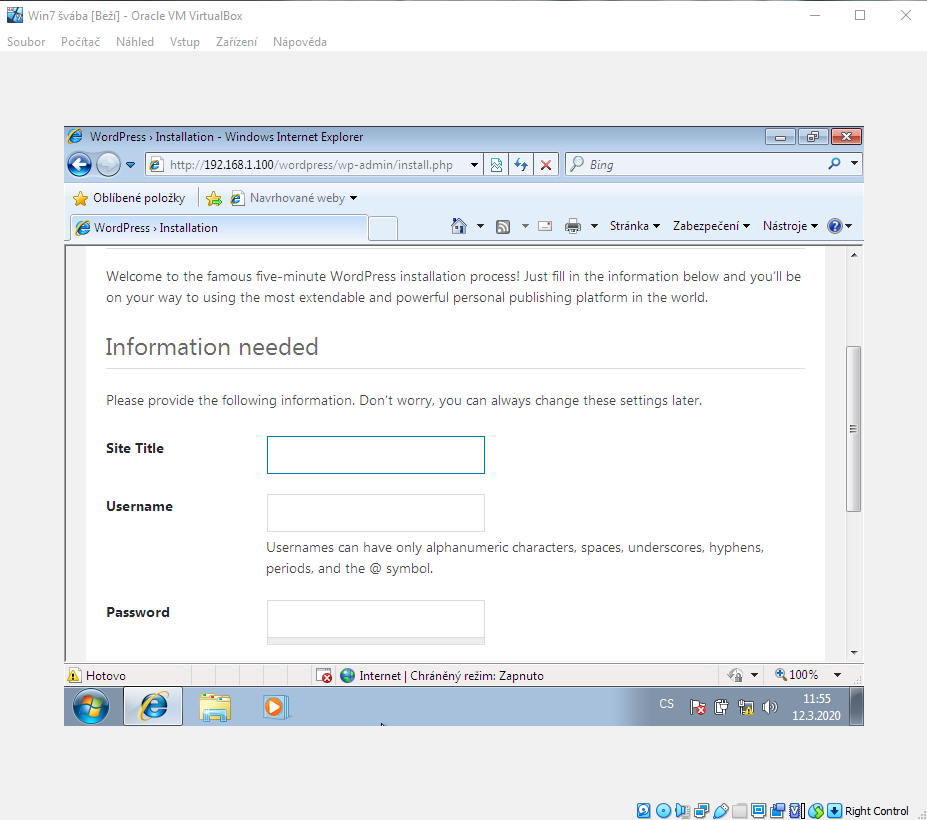 Win7 švába [Beží] - Oracle VM VirtualBox
Soubor Počítač Náhled Vstup Zařízení Nápověda
WordPress › Installation - Windows Internet Explorer
http://192.168.1.100/wordpress/wp-admin/install.php Bing
Oblíbené položky Navrhované weby
WordPress › Installation Stránka Zabezpečení Nástroje
Welcome to the famous five-minute WordPress installation process! Just fill in the information below and you’ll be
on your way to using the most extendable and powerful personal publishing platform in the world.
Information needed
Please provide the following information. Don’t worry, you can always change these settings later.
Site Title
Username
Usernames can have only alphanumeric characters, spaces, underscores, hyphens,
periods, and the @ symbol.
Password
Hotovo Internet | Chráněný režim: Zapnuto 100%
CS 11:55
12.3.2020
Right Control